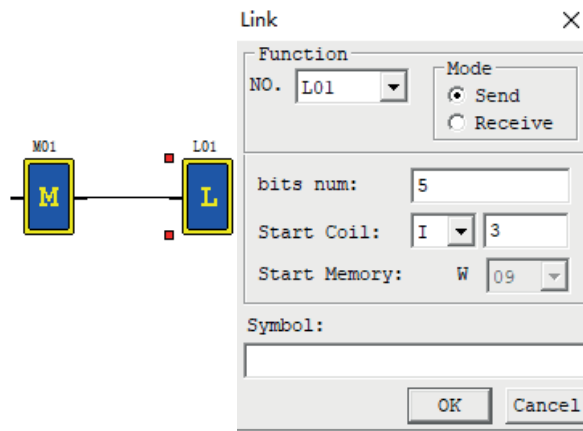 Link
Function
NO. L01
Mode
Send
Receive
M01 L01
M L
bits num: 5
Start Coil: I 3
Start Memory: W 09
Symbol:
OK Cancel